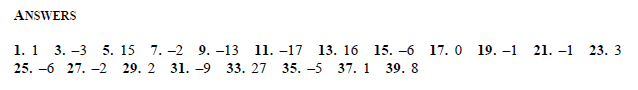 ANSWERS
1. 1 3. –3 5. 15 7. –2 9. –13 11. –17 13. 16 15. –6 17. 0 19. –1 21. –1 23. 3
25. –6 27. –2 29. 2 31. –9 33. 27 35. –5 37. 1 39. 8